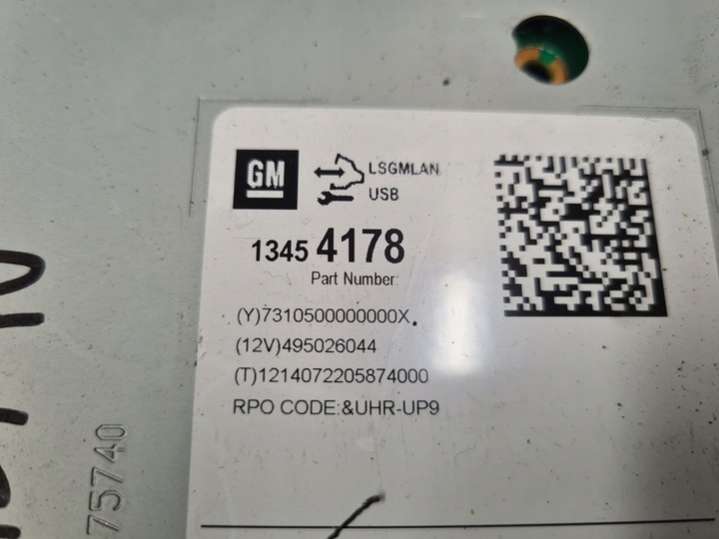 GM
LSGMLAN
USB
1345 4178
Part Number:
(Y)7310500000000X
(12V)495026044
(T)1214072205874000
RPO CODE:&UHR-UP9
75740